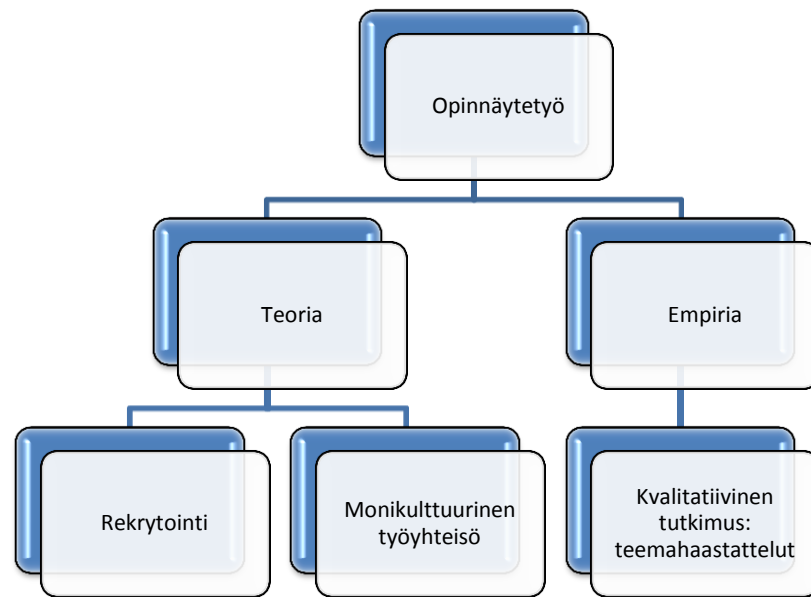 Opinnäytetyö
Teoria
Empiria
Rekrytointi
Monikulttuurinen
työyhteisö
Kvalitatiivinen
tutkimus:
teemahaastattelut